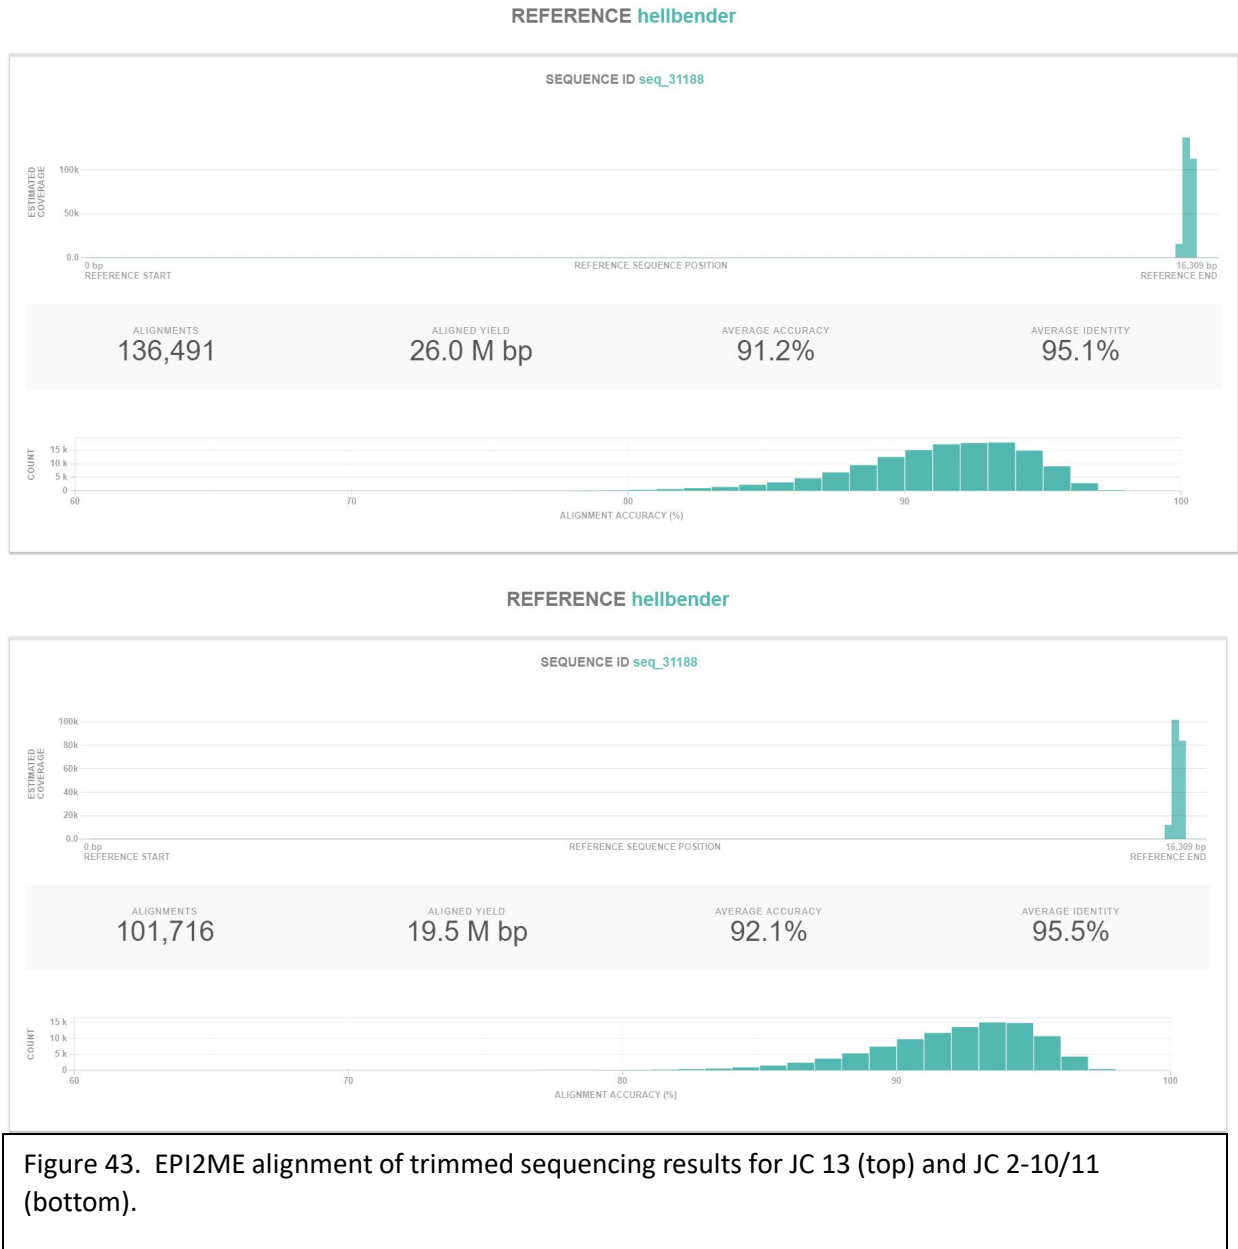 REFERENCE hellbender
SEQUENCE ID seq_31188
ESTIMATED
COVERAGE
100k
50k
0.0
0 bp
REFERENCE START
REFERENCE SEQUENCE POSITION
16,309 bp
REFERENCE END
ALIGNMENTS
136,491
ALIGNED YIELD
26.0 M bp
AVERAGE ACCURACY
91.2%
AVERAGE IDENTITY
95.1%
COUNT
15 k
10 k
5 k
0
60 70 80 90 100
ALIGNMENT ACCURACY (%)
REFERENCE hellbender
SEQUENCE ID seq_31188
ESTIMATED
COVERAGE
100k
80k
60k
40k
20k
0.0
0 bp
REFERENCE START
REFERENCE SEQUENCE POSITION
16,309 bp
REFERENCE END
ALIGNMENTS
101,716
ALIGNED YIELD
19.5 M bp
AVERAGE ACCURACY
92.1%
AVERAGE IDENTITY
95.5%
COUNT
15 k
10 k
5 k
0
60 70 80 90 100
ALIGNMENT ACCURACY (%)
Figure 43.  EPI2ME alignment of trimmed sequencing results for JC 13 (top) and JC 2-10/11
(bottom).